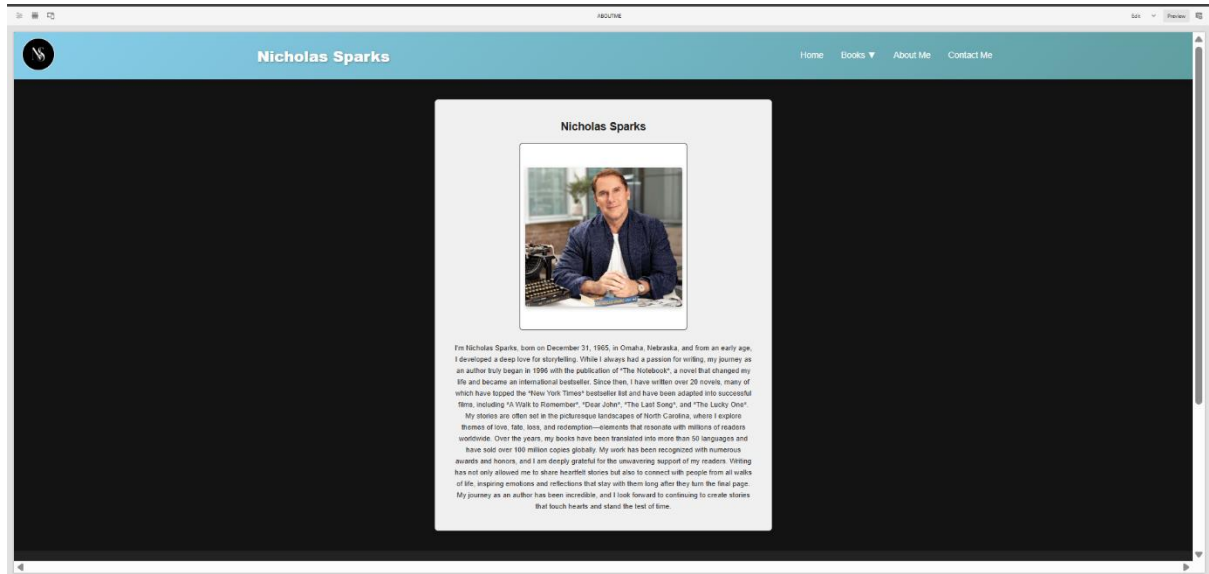 ABOUTME
Edit
Preview
NS
Nicholas Sparks
Home Books ▼ About Me Contact Me
Nicholas Sparks
I'm Nicholas Sparks, born on December 31, 1965, in Omaha, Nebraska, and from an early age,
I developed a deep love for storytelling. While I always had a passion for writing, my journey as
an author truly began in 1996 with the publication of *The Notebook*, a novel that changed my
life and became an international bestseller. Since then, I have written over 20 novels, many of
which have topped the *New York Times* bestseller list and have been adapted into successful
films, including *A Walk to Remember*, *Dear John*, *The Last Song*, and *The Lucky One*.
My stories are often set in the picturesque landscapes of North Carolina, where I explore
themes of love, fate, loss, and redemption—elements that resonate with millions of readers
worldwide. Over the years, my books have been translated into more than 50 languages and
have sold over 100 million copies globally. My work has been recognized with numerous
awards and honors, and I am deeply grateful for the unwavering support of my readers. Writing
has not only allowed me to share heartfelt stories but also to connect with people from all walks
of life, inspiring emotions and reflections that stay with them long after they turn the final page.
My journey as an author has been incredible, and I look forward to continuing to create stories
that touch hearts and stand the test of time.